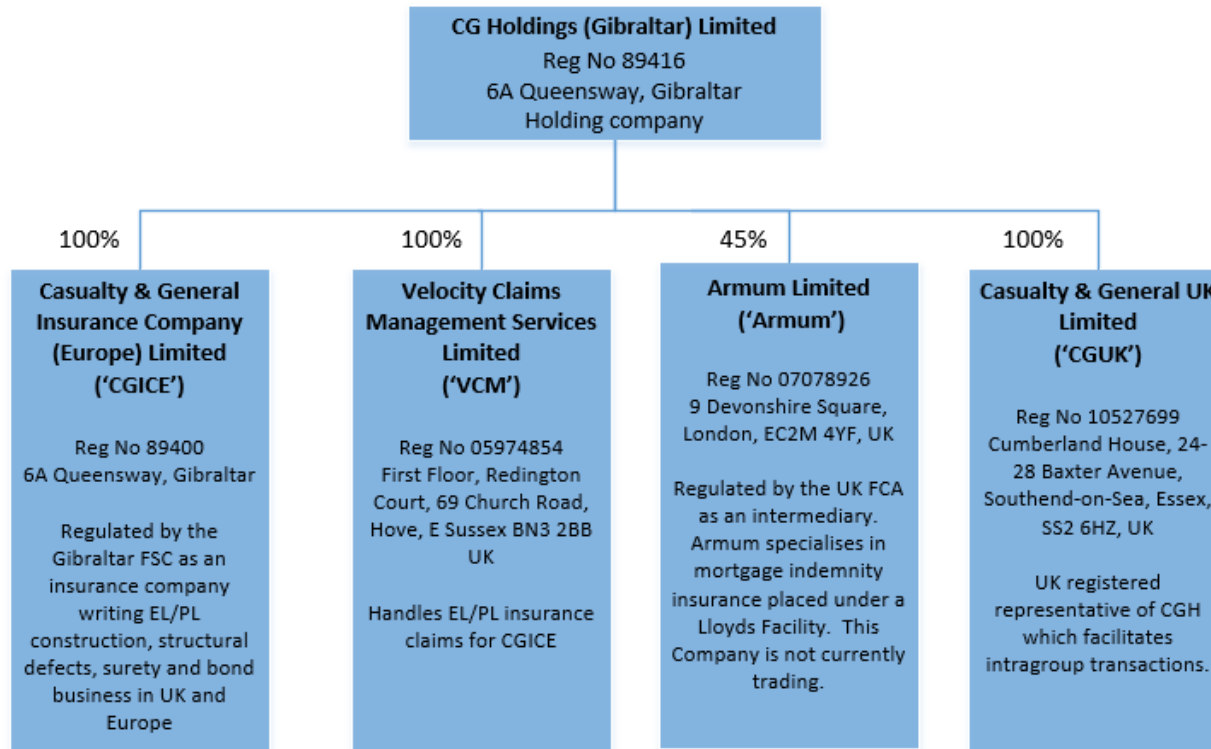 CG Holdings (Gibraltar) Limited
Reg No 89416
6A Queensway, Gibraltar
Holding company
100%
100%
45%
100%
Casualty & General
Insurance Company
(Europe) Limited
(‘CGICE’)
Reg No 89400
6A Queensway, Gibraltar
Regulated by the
Gibraltar FSC as an
insurance company
writing EL/PL
construction, structural
defects, surety and bond
business in UK and
Europe
Velocity Claims
Management Services
Limited
(‘VCM’)
Reg No 05974854
First Floor, Redington
Court, 69 Church Road,
Hove, E Sussex BN3 2BB
UK
Handles EL/PL insurance
claims for CGICE
Armum Limited
(‘Armum’)
Reg No 07078926
9 Devonshire Square,
London, EC2M 4YF, UK
Regulated by the UK FCA
as an intermediary.
Armum specialises in
mortgage indemnity
insurance placed under a
Lloyds Facility. This
Company is not currently
trading.
Casualty & General UK
Limited
(‘CGUK’)
Reg No 10527699
Cumberland House, 24-
28 Baxter Avenue,
Southend-on-Sea, Essex,
SS2 6HZ, UK
UK registered
representative of CGH
which facilitates
intragroup transactions.